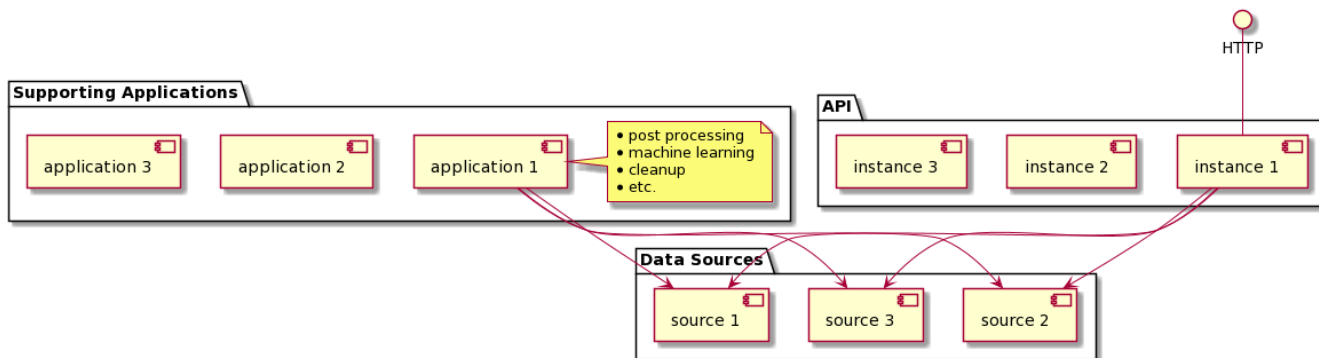 HTTP
Supporting Applications
application 3
application 2
application 1
• post processing
• machine learning
• cleanup
• etc.
API
instance 3
instance 2
instance 1
Data Sources
source 1
source 3
source 2